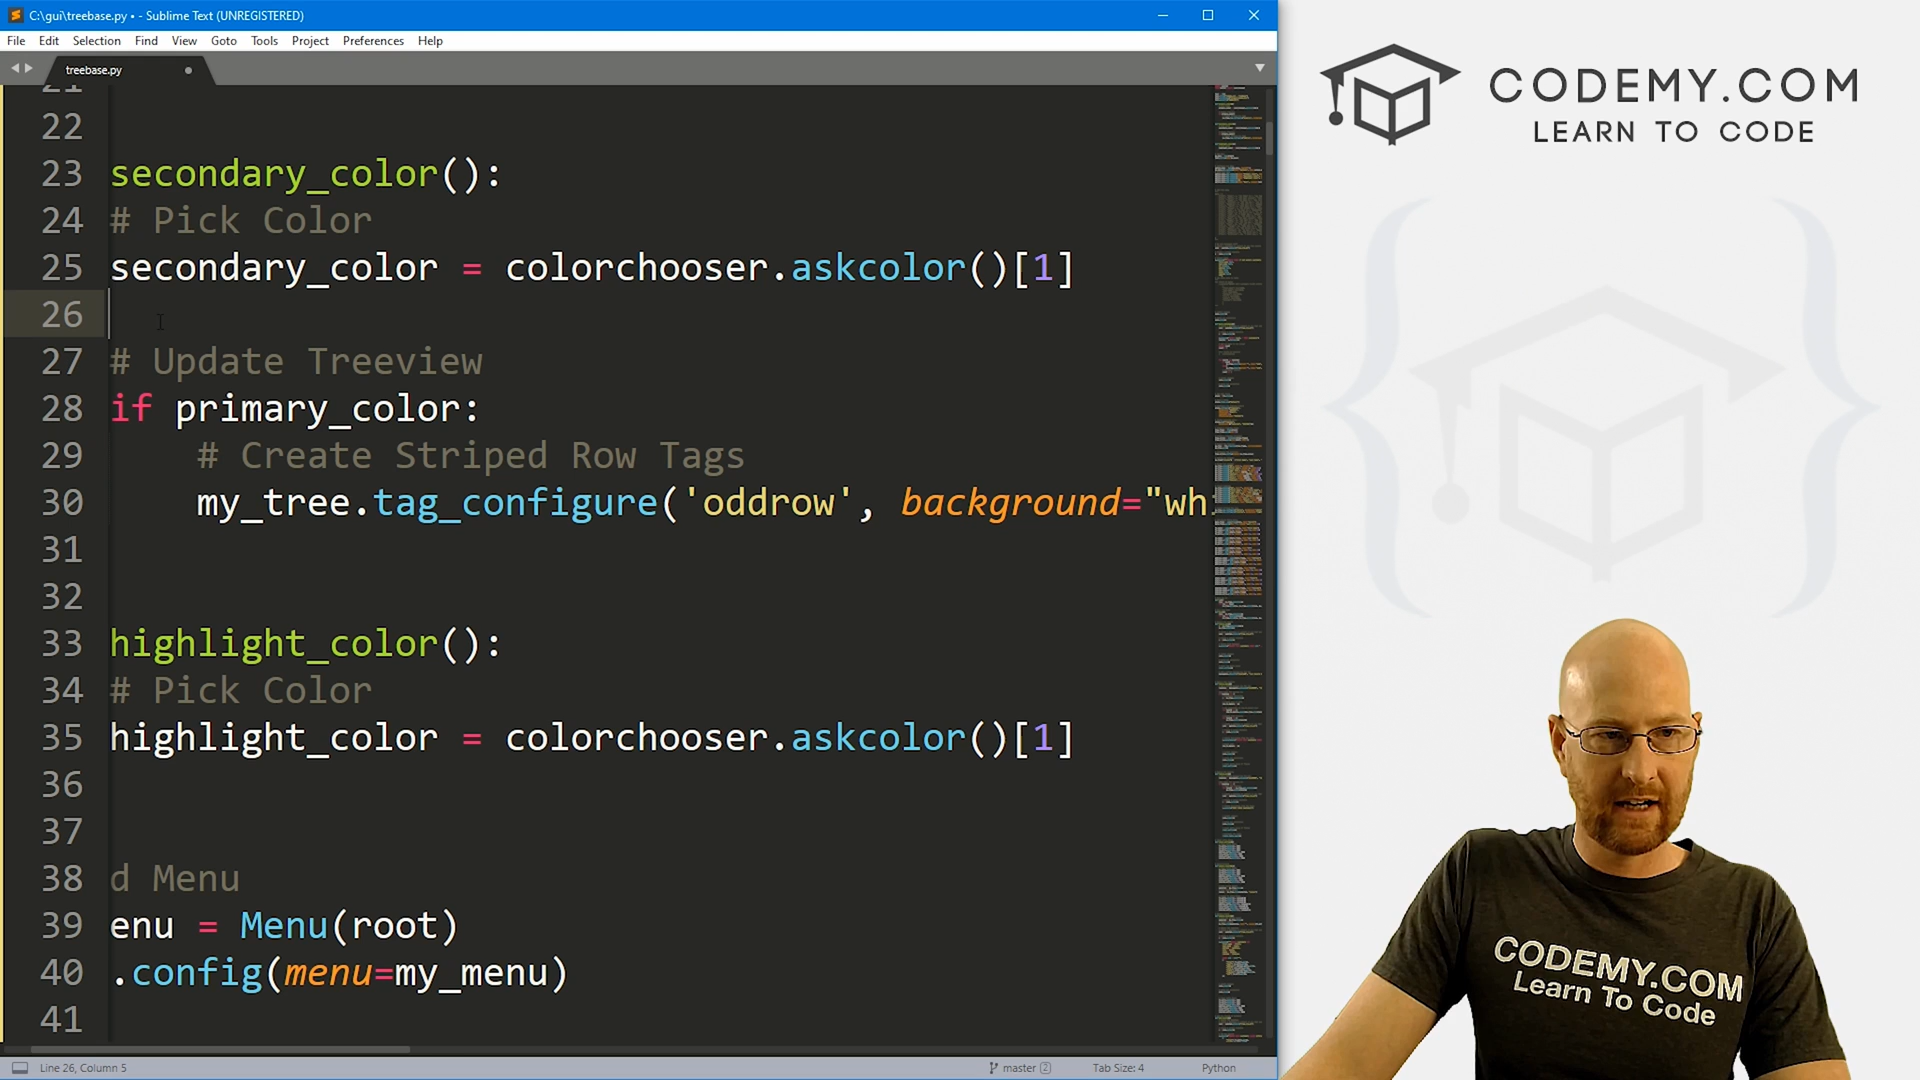 C:\gui\treebase.py • - Sublime Text (UNREGISTERED)
File Edit Selection Find View Goto Tools Project Preferences Help
treebase.py
21
22
23 secondary_color():
24 # Pick Color
25 secondary_color = colorchooser.askcolor()[1]
26
27 # Update Treeview
28 if primary_color:
29 # Create Striped Row Tags
30 my_tree.tag_configure('oddrow', background="wh
31
32
33 highlight_color():
34 # Pick Color
35 highlight_color = colorchooser.askcolor()[1]
36
37
38 d Menu
39 enu = Menu(root)
40 .config(menu=my_menu)
41
Line 26, Column 5
master 2
Tab Size: 4
Python
CODEMY.COM
LEARN TO CODE
CODEMY.COM
Learn To Code